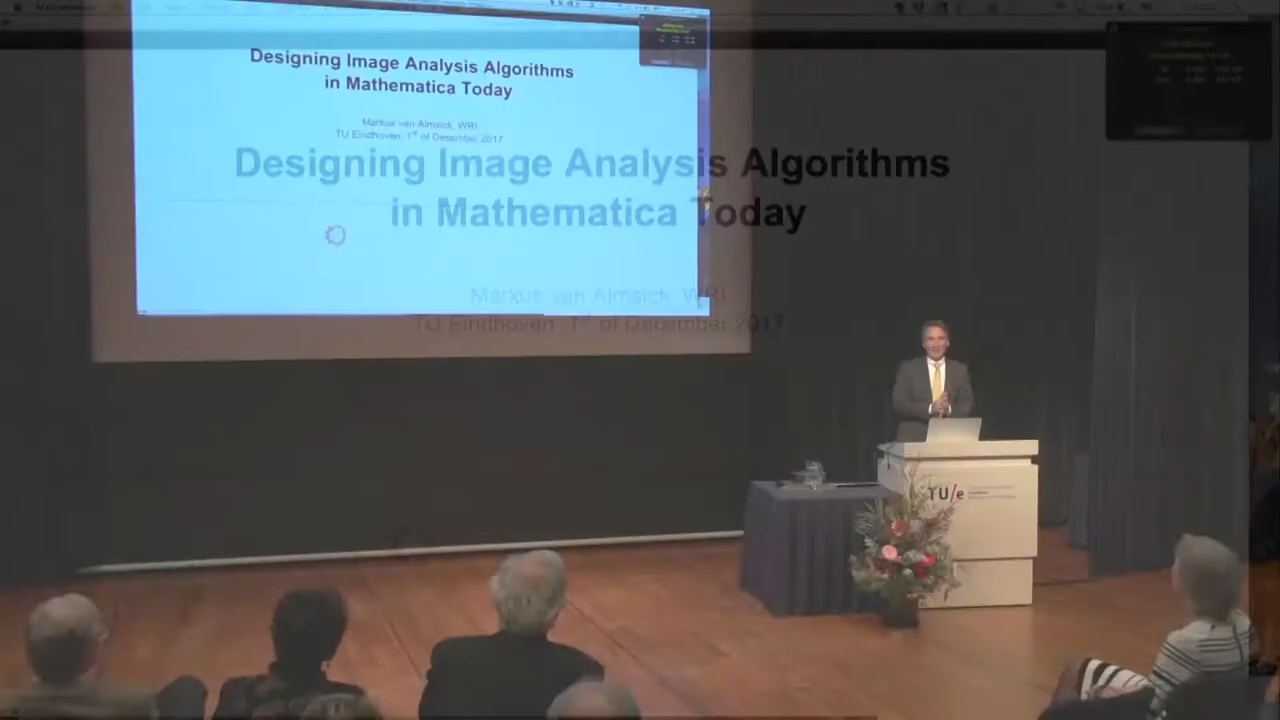 Designing Image Analysis Algorithms
in Mathematica Today
Markus van Almsick, WRI
TU Eindhoven, 1st of December 2017
Designing Image Analysis Algorithms
in Mathematica Today
Markus van Almsick, WRI
TU Eindhoven, 1st of December 2017
TU/e